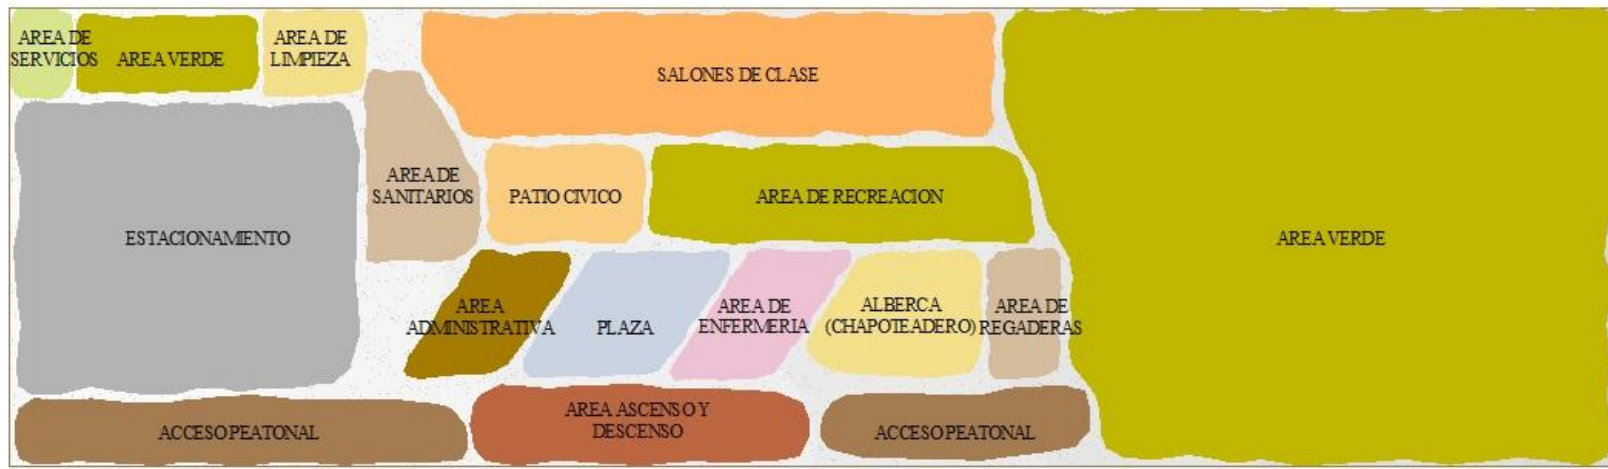 AREA DE
SERVICIOS
AREA VERDE
AREA DE
LIMPIEZA
SALONES DE CLASE
AREA DE
SANITARIOS
PATIO CIVICO
AREA DE RECREACION
ESTACIONAMIENTO
AREA VERDE
AREA
ADMINISTRATIVA
PLAZA
AREA DE
ENFERMERIA
ALBERCA
(CHAPOTEADERO)
AREA DE
REGADERAS
ACCESO PEATONAL
AREA ASCENSO Y
DESCENSO
ACCESO PEATONAL